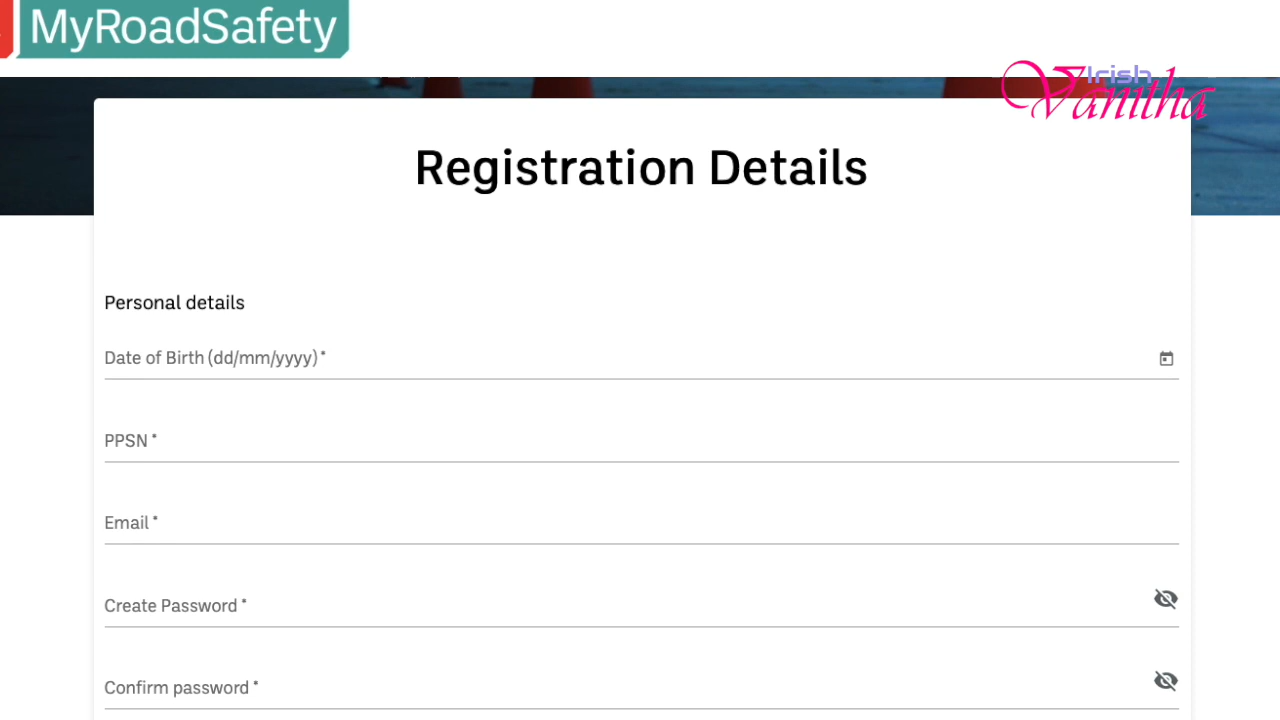 MyRoadSafety
Irish
Vanitha
Registration Details
Personal details
Date of Birth (dd/mm/yyyy) *
PPSN *
Email *
Create Password *
Confirm password *